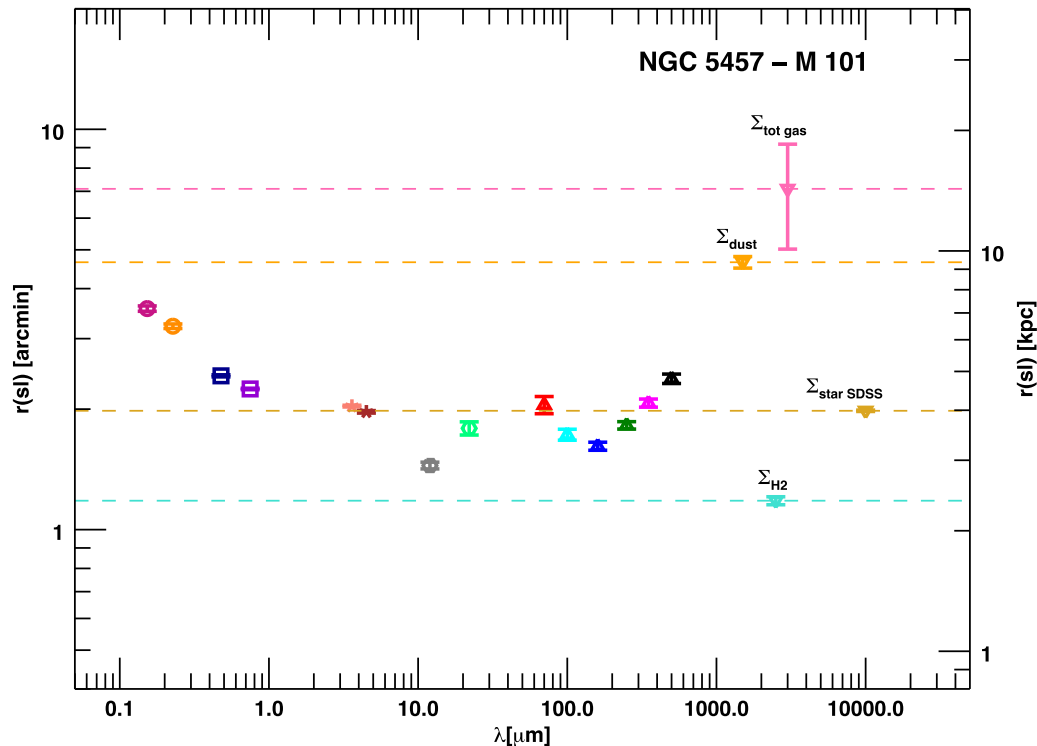 NGC 5457 – M 101
Σtot gas
Σdust
Σstar SDSS
ΣH2
10
1
r(sl) [arcmin]
10
1
r(sl) [kpc]
0.1 1.0 10.0 100.0 1000.0 10000.0
λ[μm]